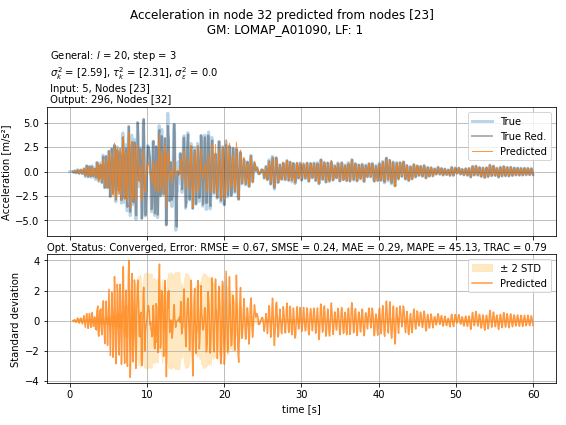 Acceleration in node 32 predicted from nodes [23]
GM: LOMAP_A01090, LF: 1
General: l = 20, step = 3
σ²ₖ = [2.59], τ²ₖ = [2.31], σ²ε = 0.0
Input: 5, Nodes [23]
Output: 296, Nodes [32]
Acceleration [m/s²]
5.0
2.5
0.0
−2.5
−5.0
True
True Red.
Predicted
Opt. Status: Converged, Error: RMSE = 0.67, SMSE = 0.24, MAE = 0.29, MAPE = 45.13, TRAC = 0.79
Standard deviation
4
2
0
−2
−4
± 2 STD
Predicted
0 10 20 30 40 50 60
time [s]